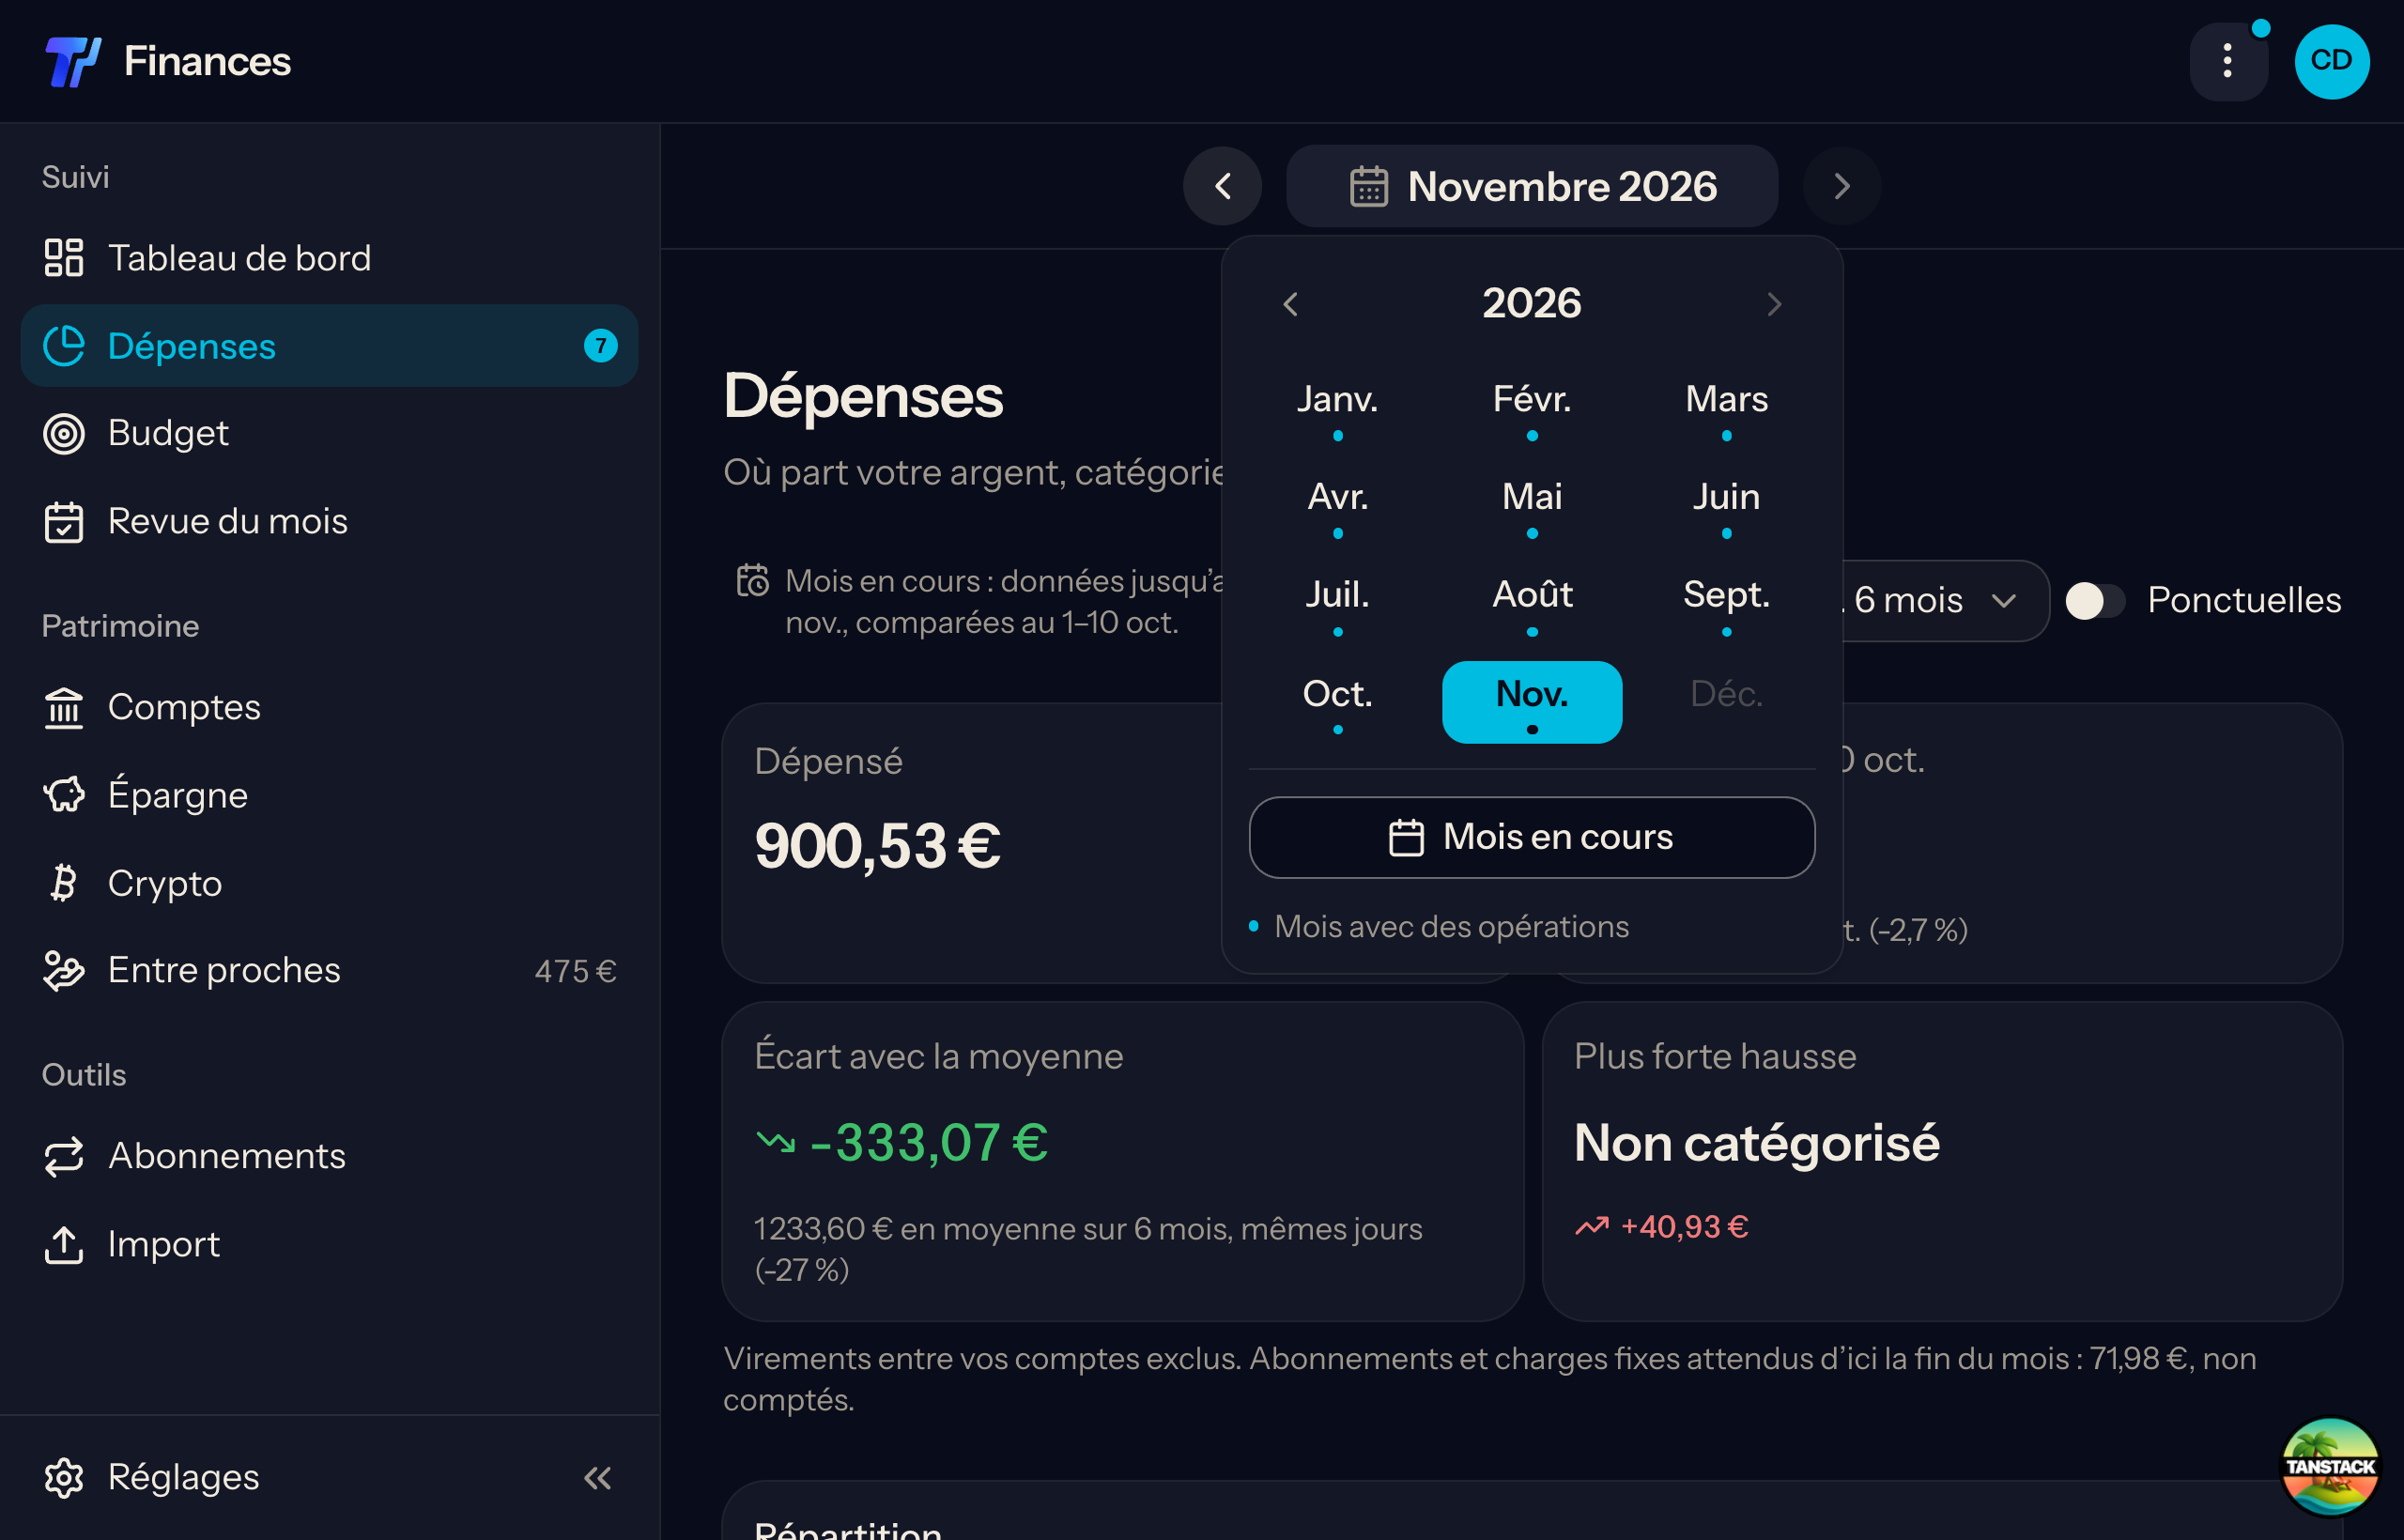 Finances
CD
Suivi
Tableau de bord
Dépenses
7
Budget
Revue du mois
Patrimoine
Comptes
Épargne
Crypto
Entre proches
475 €
Outils
Abonnements
Import
Réglages
Novembre 2026
2026
Janv.
Févr.
Mars
Avr.
Mai
Juin
Juil.
Août
Sept.
Oct.
Nov.
Déc.
Mois en cours
Mois avec des opérations
Dépenses
Où part votre argent,
Mois en cours : données
nov., comparées au 1–10 oct.
6 mois
Ponctuelles
Dépensé
900,53 €
oct.
(-2,7 %)
Écart avec la moyenne
-333,07 €
1 233,60 € en moyenne sur 6 mois, mêmes jours
(-27 %)
Plus forte hausse
Non catégorisé
+40,93 €
Virements entre vos comptes exclus. Abonnements et charges fixes attendus d’ici la fin du mois : 71,98 €, non
comptés.
Répartition
TANSTACK